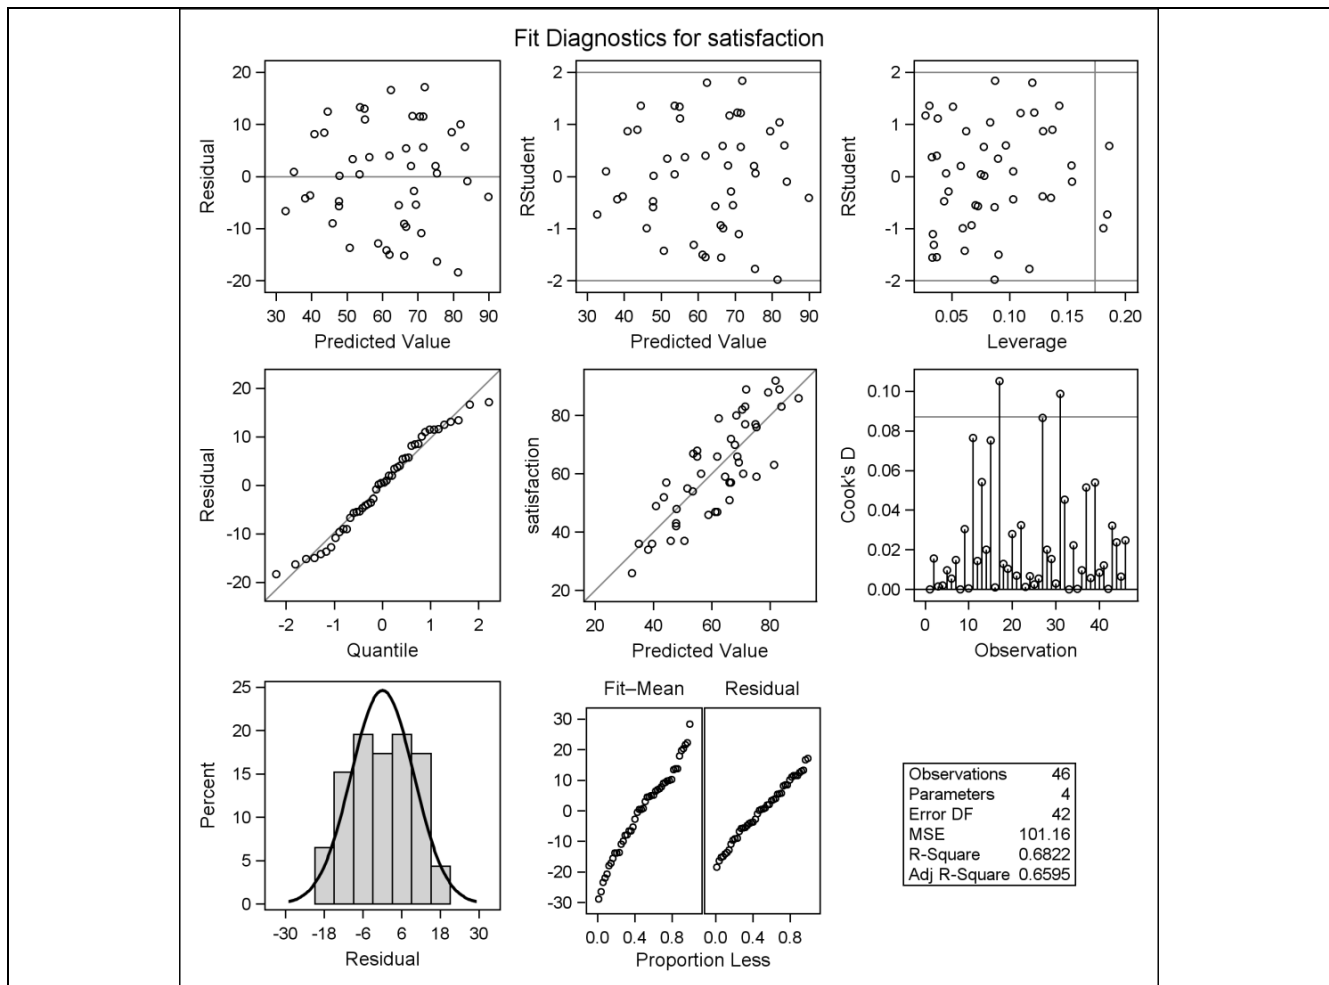 Fit Diagnostics for satisfaction
20
10
0
-10
-20
Residual
30 40 50 60 70 80 90
Predicted Value
2
1
0
-1
-2
RStudent
30 40 50 60 70 80 90
Predicted Value
2
1
0
-1
-2
RStudent
0.05 0.10 0.15 0.20
Leverage
20
10
0
-10
-20
Residual
-2 -1 0 1 2
Quantile
80
60
40
20
satisfaction
20 40 60 80
Predicted Value
0.10
0.08
0.06
0.04
0.02
0.00
Cook's D
0 10 20 30 40
Observation
25
20
15
10
5
0
Percent
-30 -18 -6 6 18 30
Residual
Fit–Mean Residual
30
20
10
0
-10
-20
-30
0.0 0.4 0.8 0.0 0.4 0.8
Proportion Less
Observations 46
Parameters 4
Error DF 42
MSE 101.16
R-Square 0.6822
Adj R-Square 0.6595